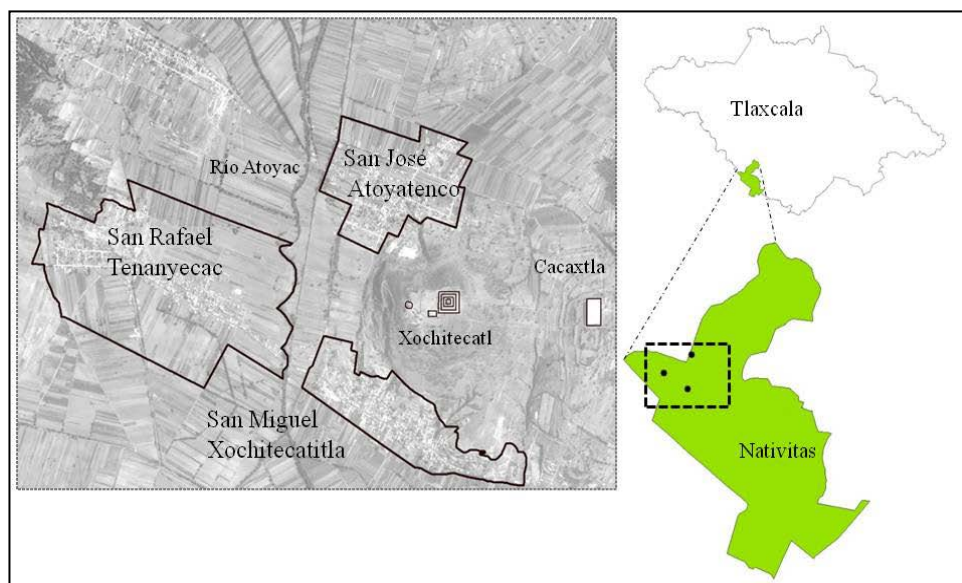 Río Atoyac
San José
Atoyatenco
San Rafael
Tenanyecac
Cacaxtla
Xochitecatl
San Miguel
Xochitecatitla
Tlaxcala
Nativitas